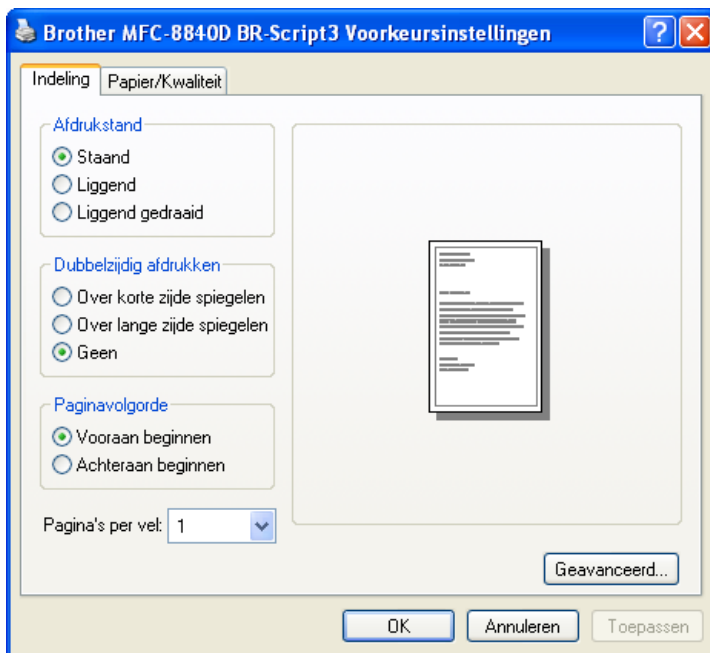 Brother MFC-8840D BR-Script3 Voorkeursinstellingen
Indeling
Papier/Kwaliteit
Afdrukstand
Staand
Liggend
Liggend gedraaid
Dubbelzijdig afdrukken
Over korte zijde spiegelen
Over lange zijde spiegelen
Geen
Paginavolgorde
Vooraan beginnen
Achteraan beginnen
Pagina's per vel: 1
Geavanceerd...
OK
Annuleren
Toepassen